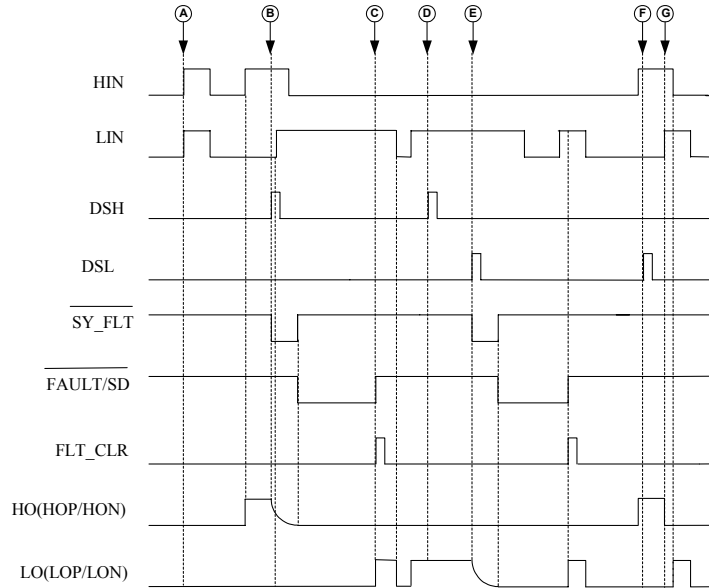 A B C D E F G
HIN
LIN
DSH
DSL
SY_FLT
FAULT/SD
FLT_CLR
HO(HOP/HON)
LO(LOP/LON)